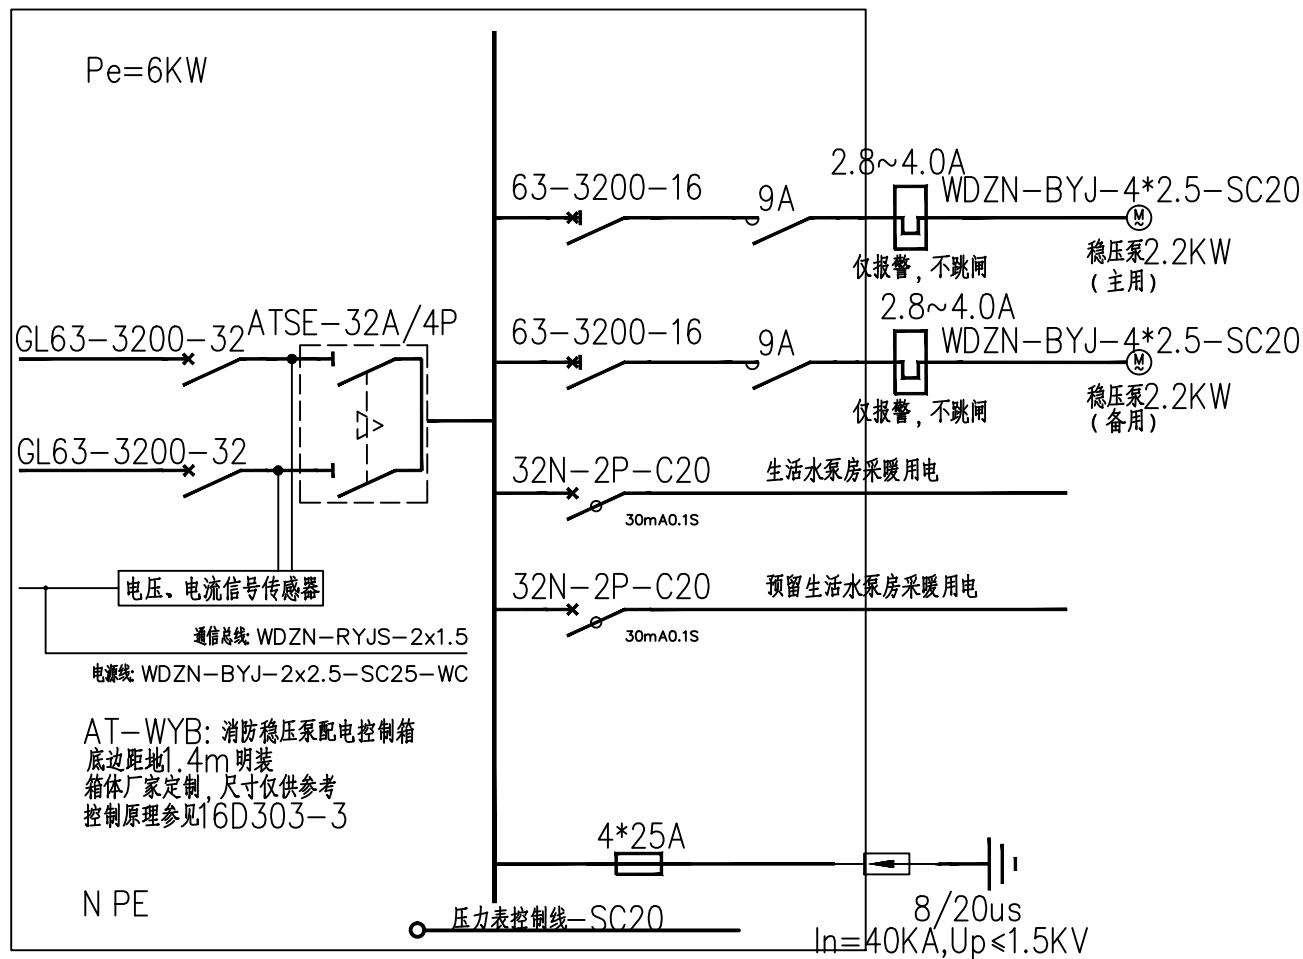 Pe=6KW
2.8~4.0A
63-3200-16
9A
WDZN-BYJ-4*2.5-SC20
M
~
仅报警,不跳闸
稳压泵2.2KW
(主用)
ATSE-32A/4P
GL63-3200-32
2.8~4.0A
63-3200-16
9A
WDZN-BYJ-4*2.5-SC20
M
~
仅报警,不跳闸
稳压泵2.2KW
(备用)
GL63-3200-32
32N-2P-C20
生活水泵房采暖用电
30mA0.1S
电压、电流信号传感器
32N-2P-C20
预留生活水泵房采暖用电
30mA0.1S
通信总线: WDZN-RYJS-2x1.5
电源线: WDZN-BYJ-2x2.5-SC25-WC
AT-WYB: 消防稳压泵配电控制箱
底边距地1.4m明装
箱体厂家定制,尺寸仅供参考
控制原理参见16D303-3
4*25A
N PE
压力表控制线-SC20
8/20us
In=40KA,Up≤1.5KV